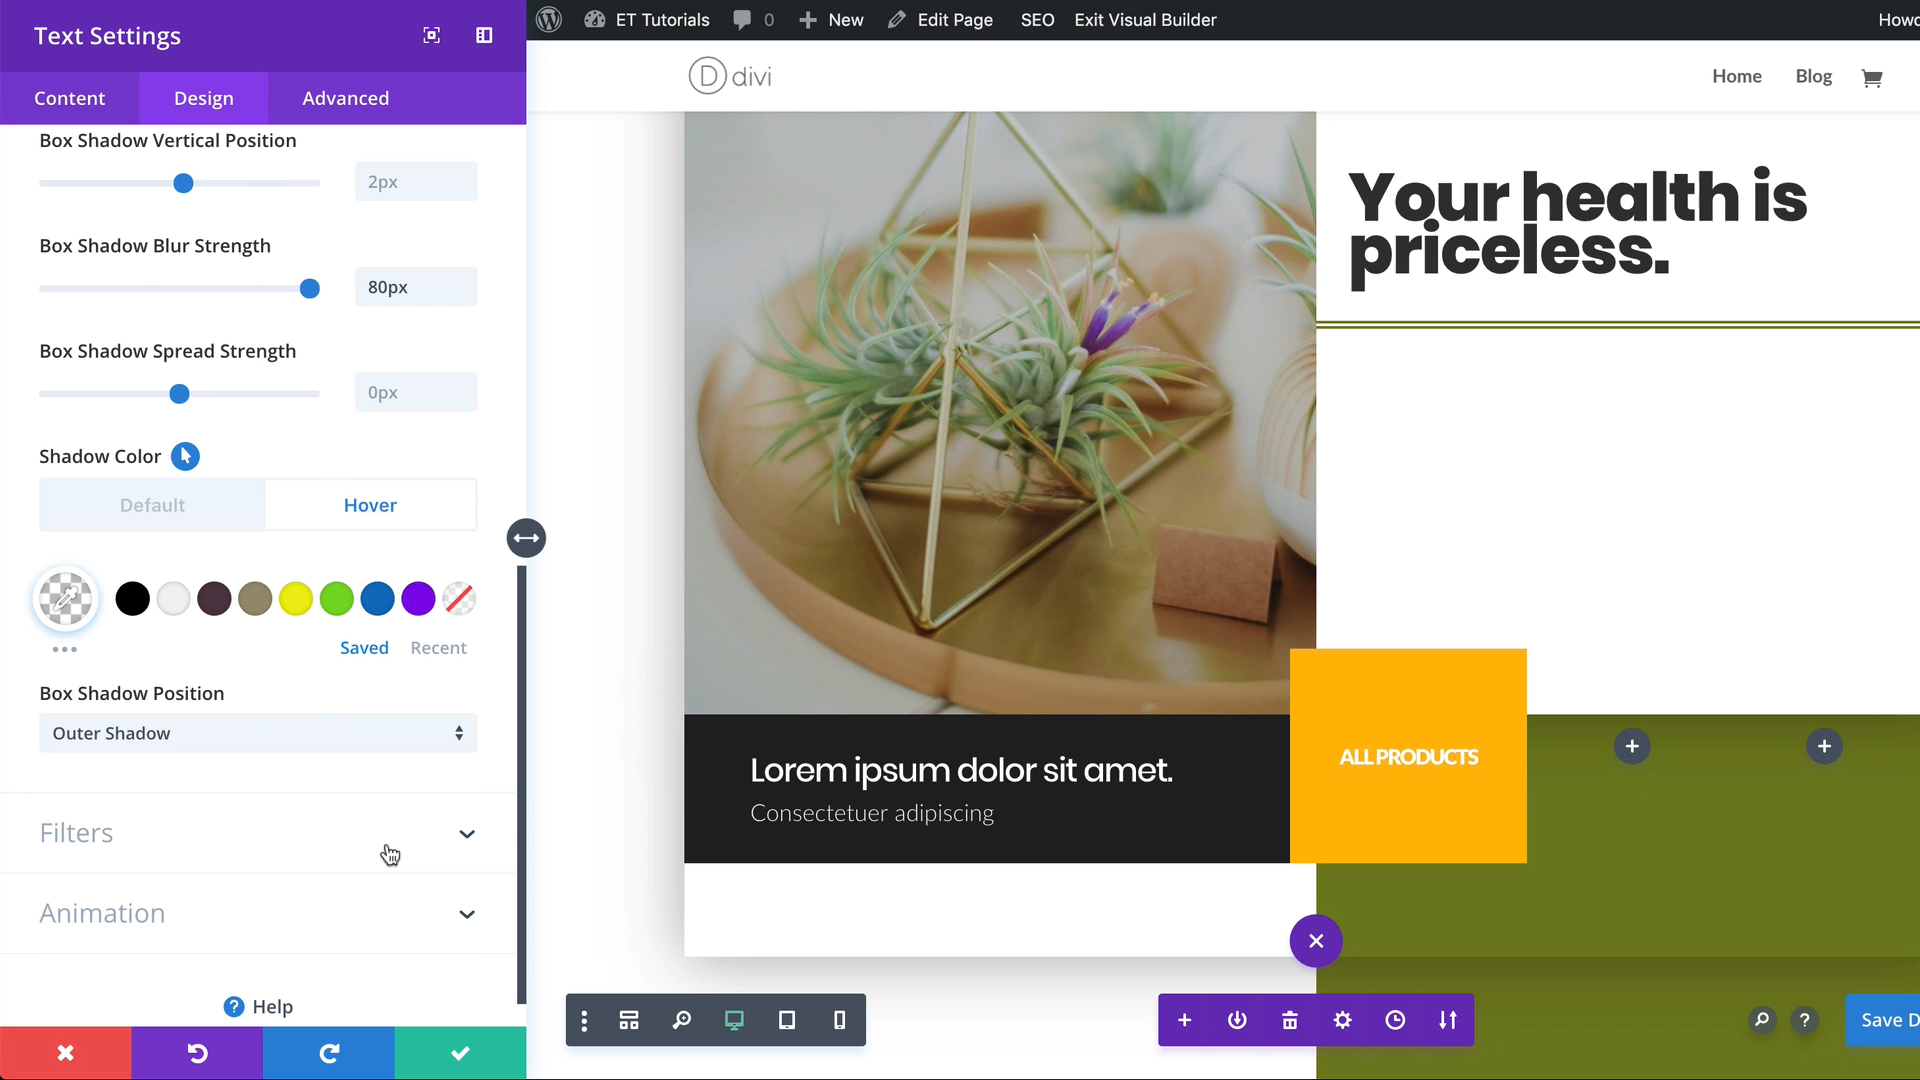 Text Settings
Content Design Advanced
Box Shadow Vertical Position
2px
Box Shadow Blur Strength
80px
Box Shadow Spread Strength
0px
Shadow Color
Default Hover
Saved Recent
Box Shadow Position
Outer Shadow
Filters
Animation
? Help
ET Tutorials 0 New Edit Page SEO Exit Visual Builder Howd
D divi
Home Blog
Your health is
priceless.
Lorem ipsum dolor sit amet.
Consectetuer adipiscing
ALL PRODUCTS
? Save D